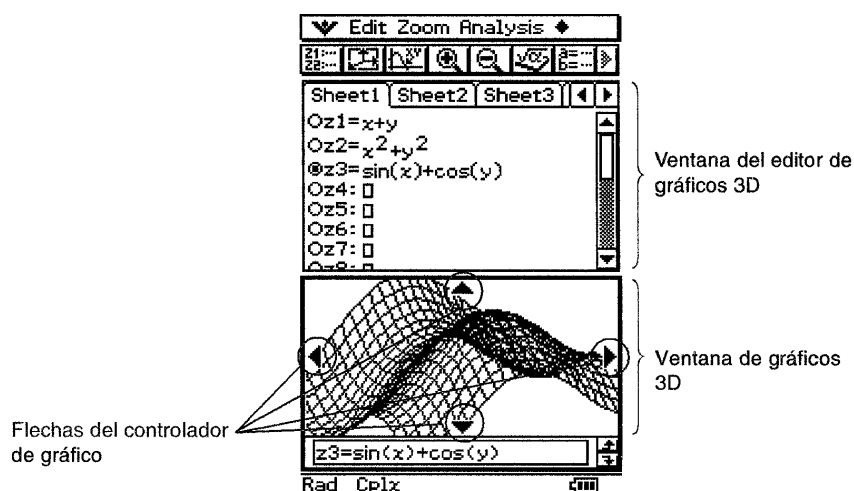 Edit Zoom Analysis
Sheet1 Sheet2 Sheet3
z1=x+y
z2=x²+y²
z3=sin(x)+cos(y)
z4:
z5:
z6:
z7:
z8:
Ventana del editor de
gráficos 3D
Ventana de gráficos
3D
Flechas del controlador
de gráfico
z3=sin(x)+cos(y)
Rad Cplx